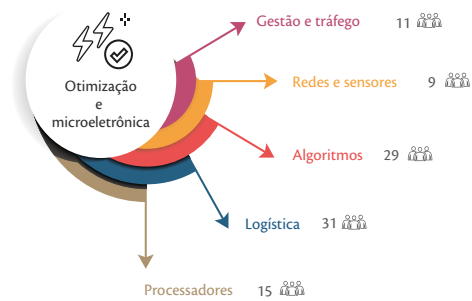 Otimização
e
microeletrônica
Gestão e tráfego 11
Redes e sensores 9
Algoritmos 29
Logística 31
Processadores 15